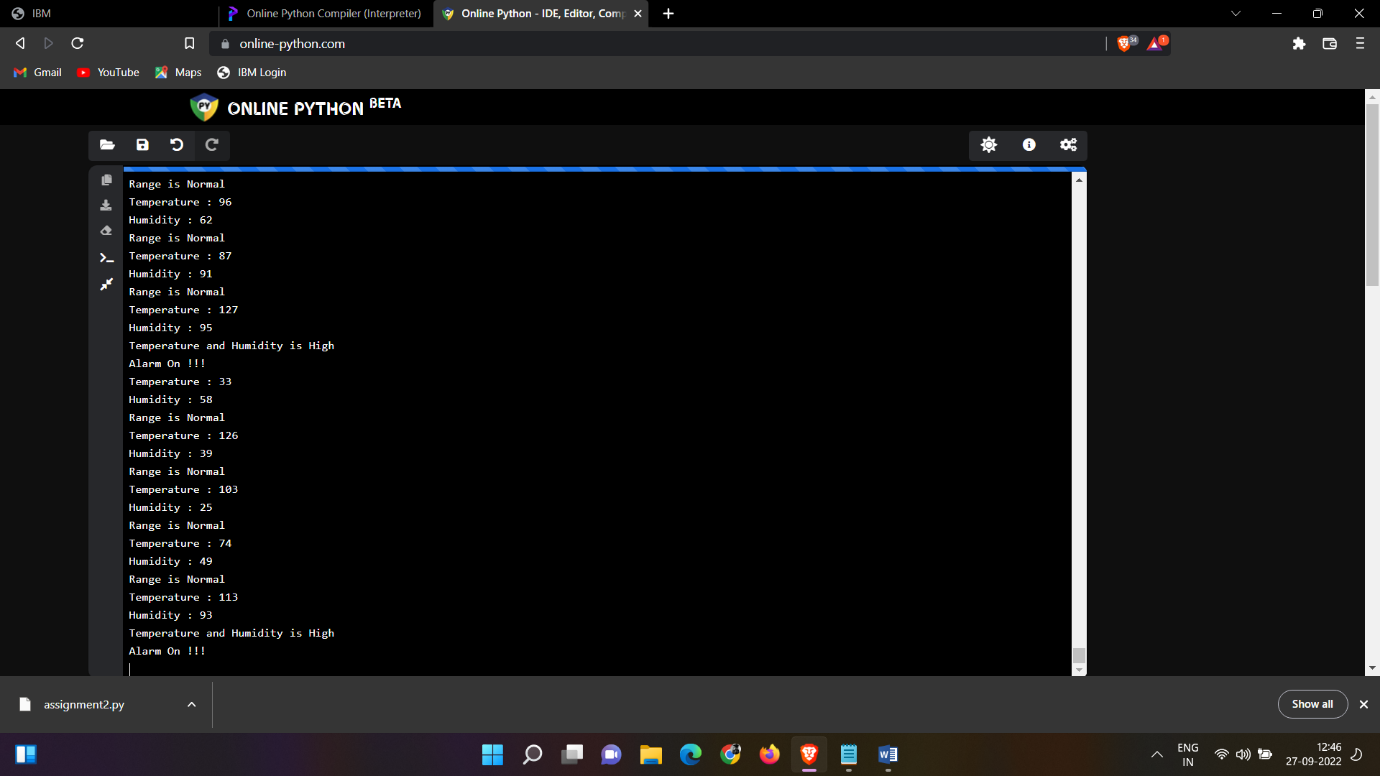 IBM
Online Python Compiler (Interpreter)
Online Python - IDE, Editor, Comp
online-python.com
34
1
Gmail
YouTube
Maps
IBM Login
PY
ONLINE PYTHON BETA
Range is Normal
Temperature : 96
Humidity : 62
Range is Normal
Temperature : 87
Humidity : 91
Range is Normal
Temperature : 127
Humidity : 95
Temperature and Humidity is High
Alarm On !!!
Temperature : 33
Humidity : 58
Range is Normal
Temperature : 126
Humidity : 39
Range is Normal
Temperature : 103
Humidity : 25
Range is Normal
Temperature : 74
Humidity : 49
Range is Normal
Temperature : 113
Humidity : 93
Temperature and Humidity is High
Alarm On !!!
assignment2.py
Show all
ENG
IN
12:46
27-09-2022